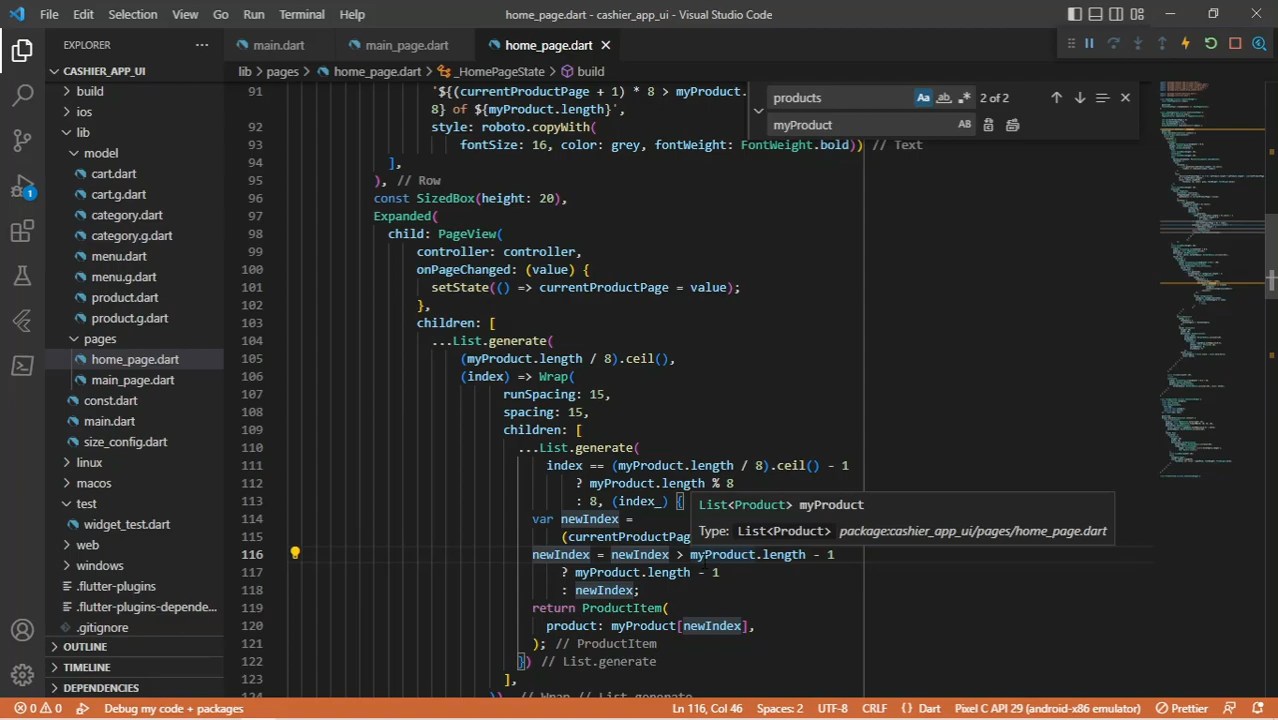 File Edit Selection View Go Run Terminal Help
home_page.dart - cashier_app_ui - Visual Studio Code
EXPLORER
main.dart
main_page.dart
home_page.dart
CASHIER_APP_UI
lib > pages > home_page.dart > _HomePageState > build
build
ios
lib
model
cart.dart
cart.g.dart
category.dart
category.g.dart
menu.dart
menu.g.dart
product.dart
product.g.dart
pages
home_page.dart
main_page.dart
const.dart
main.dart
size_config.dart
linux
macos
test
widget_test.dart
web
windows
.flutter-plugins
.flutter-plugins-depende...
.gitignore
OUTLINE
TIMELINE
DEPENDENCIES
1
products
Aa ab .* 2 of 2
myProduct
AB
91 '${(currentProductPage + 1) * 8 > myProduct.
8} of ${myProduct.length}',
92 style: roboto.copyWith(
93 fontSize: 16, color: grey, fontWeight: FontWeight.bold)) // Text
94 ],
95 ), // Row
96 const SizedBox(height: 20),
97 Expanded(
98 child: PageView(
99 controller: controller,
100 onPageChanged: (value) {
101 setState(() => currentProductPage = value);
102 },
103 children: [
104 ...List.generate(
105 (myProduct.length / 8).ceil(),
106 (index) => Wrap(
107 runSpacing: 15,
108 spacing: 15,
109 children: [
110 ...List.generate(
111 index == (myProduct.length / 8).ceil() - 1
112 ? myProduct.length % 8
113 : 8, (index_) {
114 var newIndex =
115 (currentProductPag
116 newIndex = newIndex > myProduct.length - 1
117 ? myProduct.length - 1
118 : newIndex;
119 return ProductItem(
120 product: myProduct[newIndex],
121 ); // ProductItem
122 }) // List.generate
123 ],
124 )) // Wrap // List.generate
List<Product> myProduct
Type: List<Product> package:cashier_app_ui/pages/home_page.dart
0 0 Debug my code + packages
Ln 116, Col 46 Spaces: 2 UTF-8 CRLF {} Dart Pixel C API 29 (android-x86 emulator) Prettier